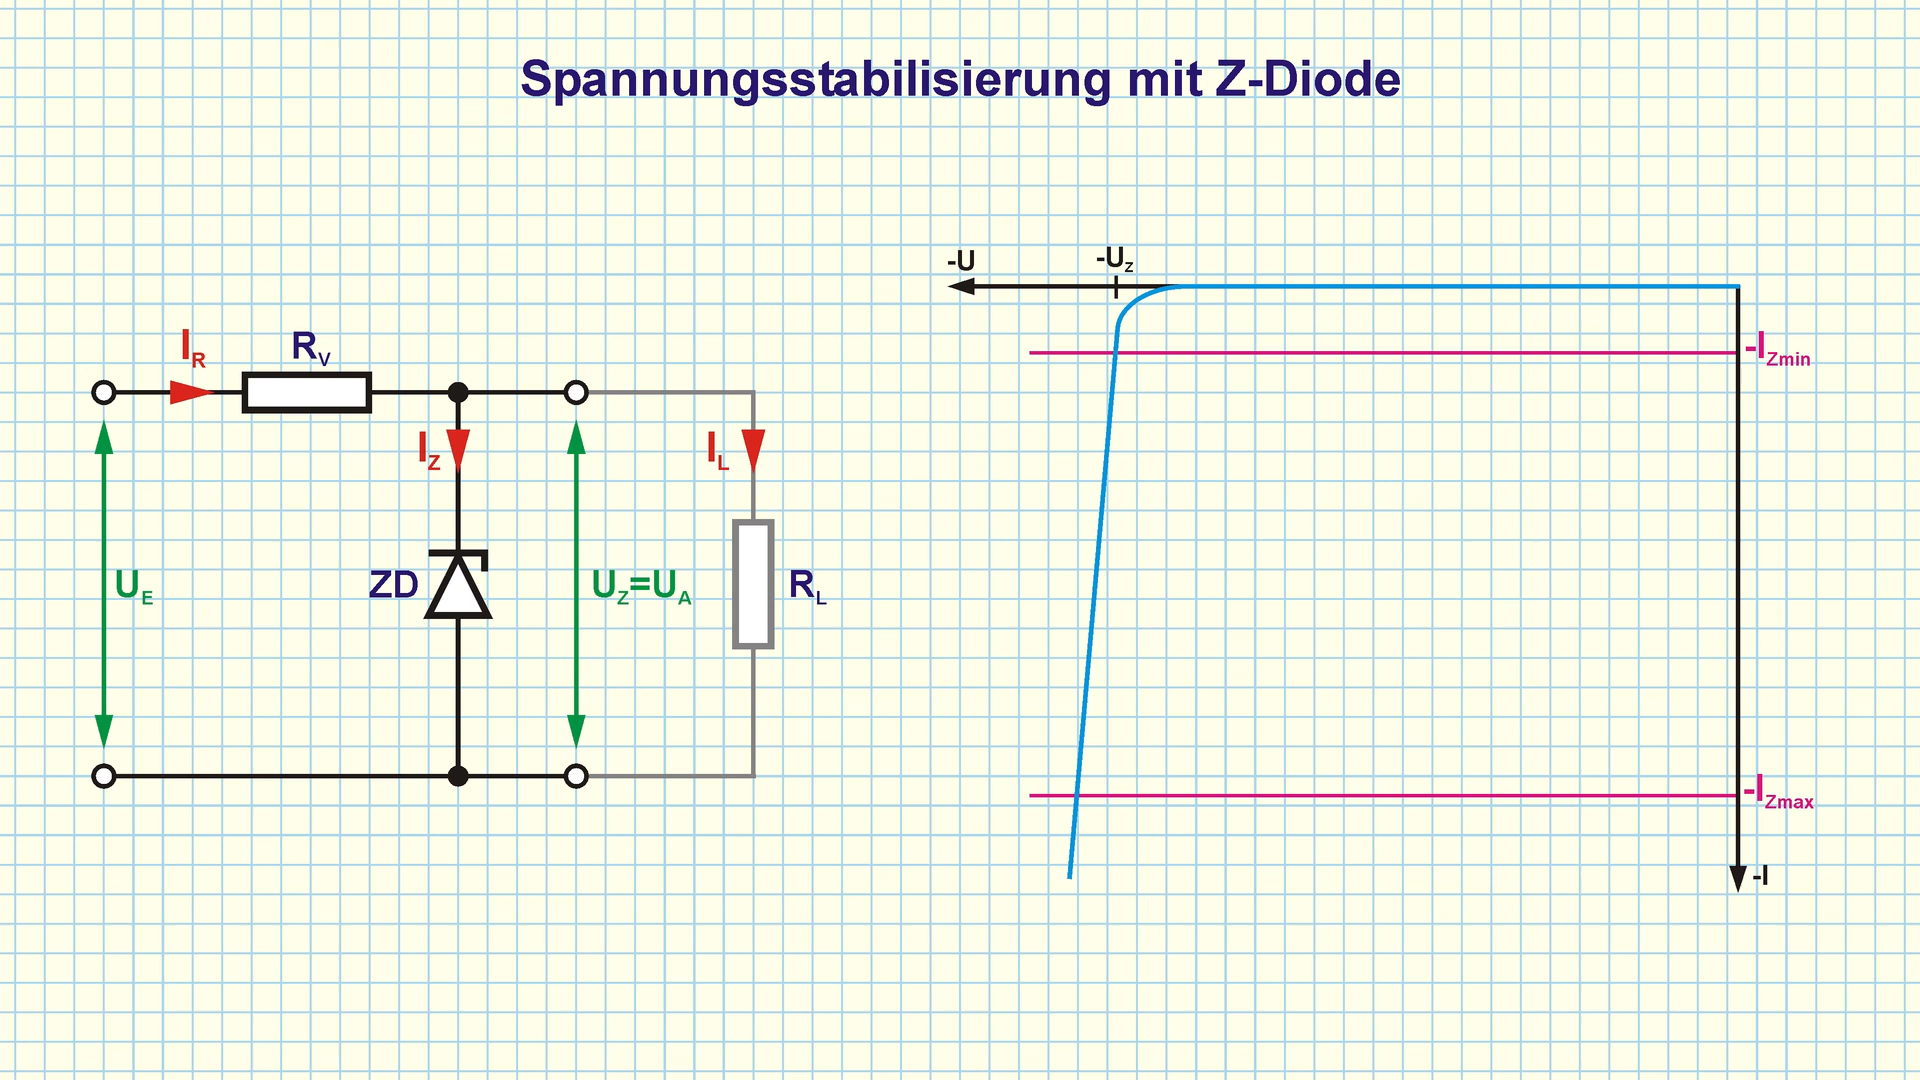 Spannungsstabilisierung mit Z-Diode
I_R
R_V
I_Z
I_L
U_E
ZD
U_Z=U_A
R_L
-U
-U_z
-I_Zmin
-I_Zmax
-I